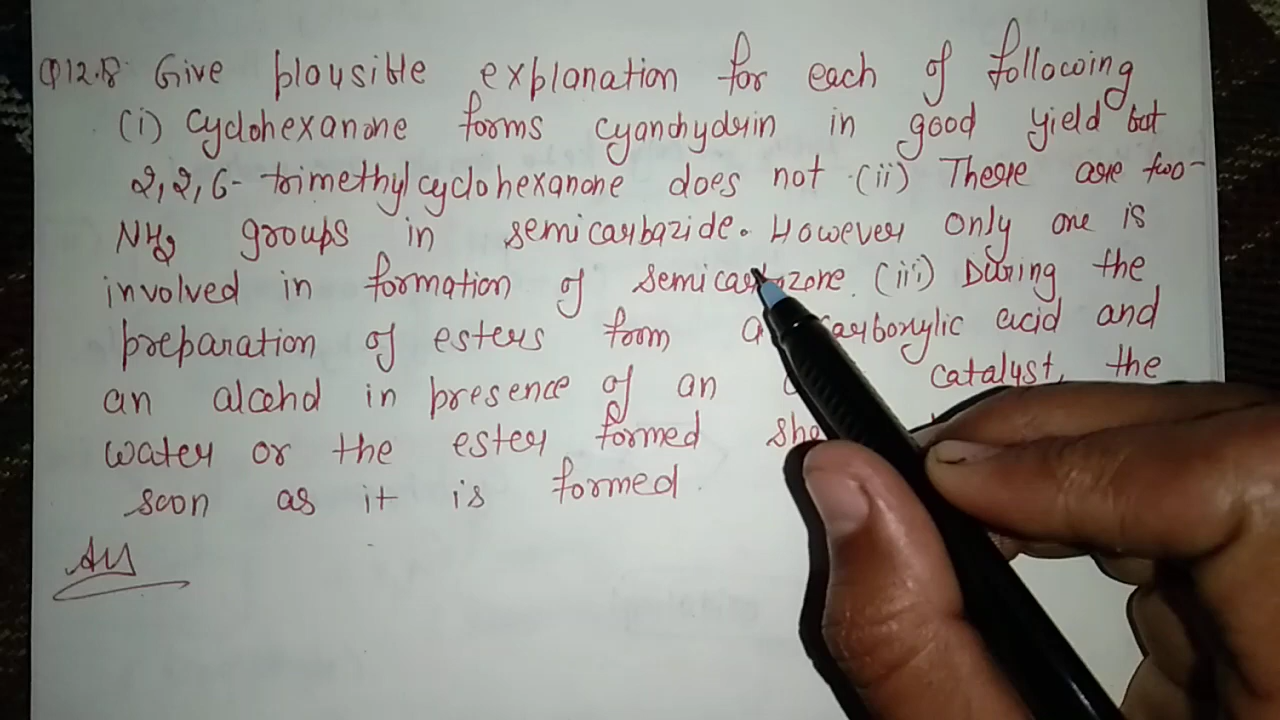 Q12.18 Give plausible explanation for each of following
(i) Cyclohexanone forms cyanohydrin in good yield but
2,2,6-trimethylcyclohexanone does not (ii) There are two-
NH2 groups in semicarbazide. However only one is
involved in formation of semicarbazone. (iii) During the
preparation of esters from a carboxylic acid and
an alcohol in presence of an catalyst, the
water or the ester formed
soon as it is formed
Ans